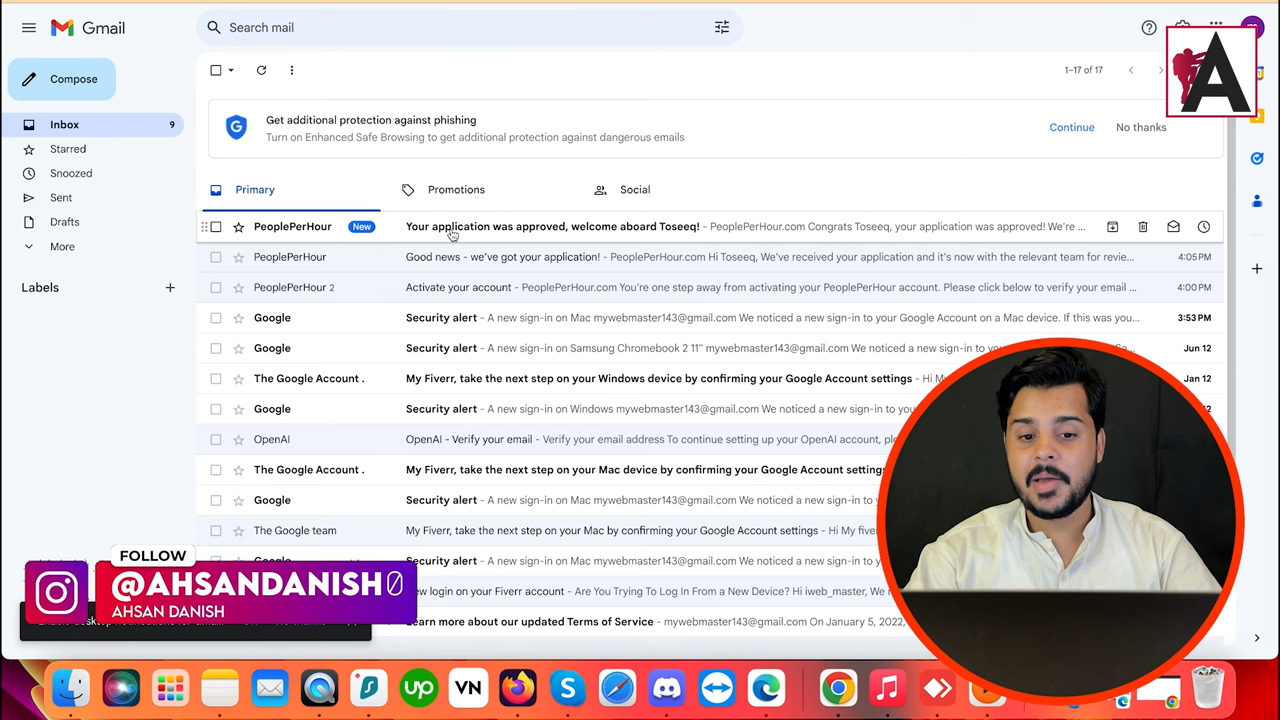 Gmail
Search mail
Compose
1–17 of 17
Get additional protection against phishing
Turn on Enhanced Safe Browsing to get additional protection against dangerous emails
Continue
No thanks
Inbox 9
Starred
Snoozed
Sent
Drafts
More
Labels
Primary
Promotions
Social
PeoplePerHour New Your application was approved, welcome aboard Toseeq! - PeoplePerHour.com Congrats Toseeq, your application was approved! We're ...
PeoplePerHour Good news - we've got your application! - PeoplePerHour.com Hi Toseeq, We've received your application and it's now with the relevant team for revie... 4:05 PM
PeoplePerHour 2 Activate your account - PeoplePerHour.com You're one step away from activating your PeoplePerHour account. Please click below to verify your email ... 4:00 PM
Google Security alert - A new sign-in on Mac mywebmaster143@gmail.com We noticed a new sign-in to your Google Account on a Mac device. If this was you... 3:53 PM
Google Security alert - A new sign-in on Samsung Chromebook 2 11" mywebmaster143@gmail.com We noticed a new sign-in to your Google Account on a Jun 12
The Google Account . My Fiverr, take the next step on your Windows device by confirming your Google Account settings - Hi Jan 12
Google Security alert - A new sign-in on Windows mywebmaster143@gmail.com We noticed a new sign-in to
OpenAI OpenAI - Verify your email - Verify your email address To continue setting up your OpenAI account,
The Google Account . My Fiverr, take the next step on your Mac device by confirming your Google Account settings
Google Security alert - A new sign-in on Mac mywebmaster143@gmail.com We noticed a new sign-in to
The Google team My Fiverr, take the next step on your Mac by confirming your Google Account settings - Hi My fiver
Google Security alert - A new sign-in on Mac mywebmaster143@gmail.com We noticed a new sign-in to
new login on your Fiverr account - Are You Trying To Log In From a New Device? Hi iweb_master, We
Learn more about our updated Terms of Service - mywebmaster143@gmail.com On January 5, 2022,
FOLLOW
@AHSANDANISH0
AHSAN DANISH
A
up
VN